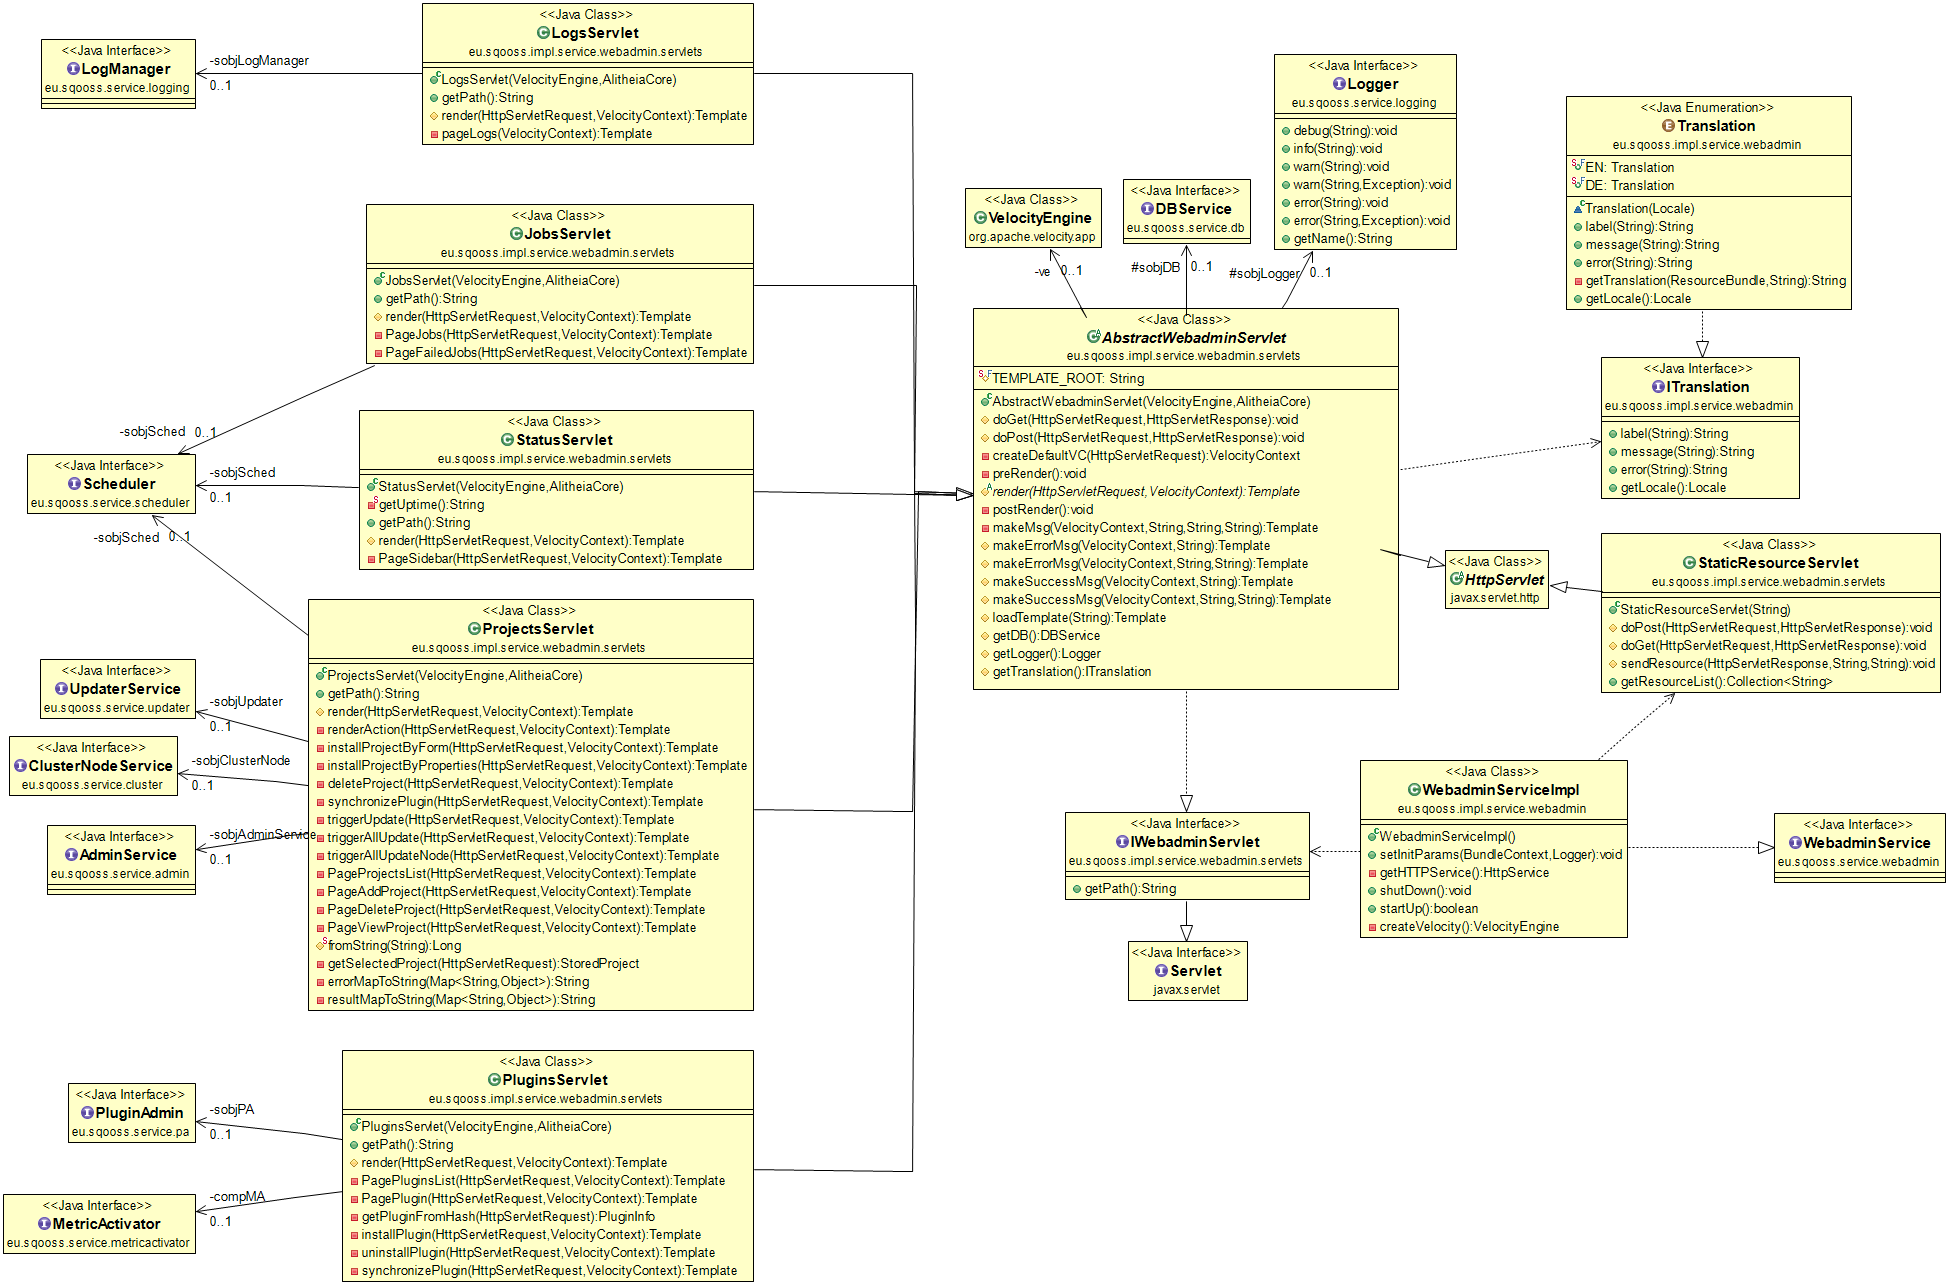 <<Java Class>>
LogsServlet
eu.sqooss.impl.service.webadmin.servlets
LogsServlet(VelocityEngine,AlitheiaCore)
getPath():String
render(HttpServletRequest,VelocityContext):Template
pageLogs(VelocityContext):Template
<<Java Interface>>
LogManager
eu.sqooss.service.logging
-sobjLogManager
0..1
<<Java Class>>
JobsServlet
eu.sqooss.impl.service.webadmin.servlets
JobsServlet(VelocityEngine,AlitheiaCore)
getPath():String
render(HttpServletRequest,VelocityContext):Template
PageJobs(HttpServletRequest,VelocityContext):Template
PageFailedJobs(HttpServletRequest,VelocityContext):Template
-sobjSched 0..1
<<Java Class>>
StatusServlet
eu.sqooss.impl.service.webadmin.servlets
StatusServlet(VelocityEngine,AlitheiaCore)
getUptime():String
getPath():String
render(HttpServletRequest,VelocityContext):Template
PageSidebar(HttpServletRequest,VelocityContext):Template
<<Java Interface>>
Scheduler
eu.sqooss.service.scheduler
-sobjSched
0..1
-sobjSched 0..1
<<Java Class>>
ProjectsServlet
eu.sqooss.impl.service.webadmin.servlets
ProjectsServlet(VelocityEngine,AlitheiaCore)
getPath():String
render(HttpServletRequest,VelocityContext):Template
renderAction(HttpServletRequest,VelocityContext):Template
installProjectByForm(HttpServletRequest,VelocityContext):Template
installProjectByProperties(HttpServletRequest,VelocityContext):Template
deleteProject(HttpServletRequest,VelocityContext):Template
synchronizePlugin(HttpServletRequest,VelocityContext):Template
triggerUpdate(HttpServletRequest,VelocityContext):Template
triggerAllUpdate(HttpServletRequest,VelocityContext):Template
triggerAllUpdateNode(HttpServletRequest,VelocityContext):Template
PageProjectsList(HttpServletRequest,VelocityContext):Template
PageAddProject(HttpServletRequest,VelocityContext):Template
PageDeleteProject(HttpServletRequest,VelocityContext):Template
PageViewProject(HttpServletRequest,VelocityContext):Template
fromString(String):Long
getSelectedProject(HttpServletRequest):StoredProject
errorMapToString(Map<String,Object>):String
resultMapToString(Map<String,Object>):String
<<Java Interface>>
UpdaterService
eu.sqooss.service.updater
-sobjUpdater
0..1
<<Java Interface>>
ClusterNodeService
eu.sqooss.service.cluster
-sobjClusterNode
0..1
<<Java Interface>>
AdminService
eu.sqooss.service.admin
-sobjAdminService
0..1
<<Java Class>>
PluginsServlet
eu.sqooss.impl.service.webadmin.servlets
PluginsServlet(VelocityEngine,AlitheiaCore)
getPath():String
render(HttpServletRequest,VelocityContext):Template
PagePluginsList(HttpServletRequest,VelocityContext):Template
PagePlugin(HttpServletRequest,VelocityContext):Template
getPluginFromHash(HttpServletRequest):PluginInfo
installPlugin(HttpServletRequest,VelocityContext):Template
uninstallPlugin(HttpServletRequest,VelocityContext):Template
synchronizePlugin(HttpServletRequest,VelocityContext):Template
<<Java Interface>>
PluginAdmin
eu.sqooss.service.pa
-sobjPA
0..1
<<Java Interface>>
MetricActivator
eu.sqooss.service.metricactivator
-compMA
0..1
<<Java Class>>
VelocityEngine
org.apache.velocity.app
-ve 0..1
<<Java Interface>>
DBService
eu.sqooss.service.db
#sobjDB 0..1
<<Java Interface>>
Logger
eu.sqooss.service.logging
debug(String):void
info(String):void
warn(String):void
warn(String,Exception):void
error(String):void
error(String,Exception):void
getName():String
#sobjLogger 0..1
<<Java Class>>
AbstractWebadminServlet
eu.sqooss.impl.service.webadmin.servlets
TEMPLATE_ROOT: String
AbstractWebadminServlet(VelocityEngine,AlitheiaCore)
doGet(HttpServletRequest,HttpServletResponse):void
doPost(HttpServletRequest,HttpServletResponse):void
createDefaultVC(HttpServletRequest):VelocityContext
preRender():void
render(HttpServletRequest,VelocityContext):Template
postRender():void
makeMsg(VelocityContext,String,String,String):Template
makeErrorMsg(VelocityContext,String):Template
makeErrorMsg(VelocityContext,String,String):Template
makeSuccessMsg(VelocityContext,String):Template
makeSuccessMsg(VelocityContext,String,String):Template
loadTemplate(String):Template
getDB():DBService
getLogger():Logger
getTranslation():ITranslation
<<Java Enumeration>>
Translation
eu.sqooss.impl.service.webadmin
EN: Translation
DE: Translation
Translation(Locale)
label(String):String
message(String):String
error(String):String
getTranslation(ResourceBundle,String):String
getLocale():Locale
<<Java Interface>>
ITranslation
eu.sqooss.impl.service.webadmin
label(String):String
message(String):String
error(String):String
getLocale():Locale
<<Java Class>>
HttpServlet
javax.servlet.http
<<Java Class>>
StaticResourceServlet
eu.sqooss.impl.service.webadmin.servlets
StaticResourceServlet(String)
doPost(HttpServletRequest,HttpServletResponse):void
doGet(HttpServletRequest,HttpServletResponse):void
sendResource(HttpServletResponse,String,String):void
getResourceList():Collection<String>
<<Java Class>>
WebadminServiceImpl
eu.sqooss.impl.service.webadmin
WebadminServiceImpl()
setInitParams(BundleContext,Logger):void
getHTTPService():HttpService
shutDown():void
startUp():boolean
createVelocity():VelocityEngine
<<Java Interface>>
IWebadminServlet
eu.sqooss.impl.service.webadmin.servlets
getPath():String
<<Java Interface>>
WebadminService
eu.sqooss.service.webadmin
<<Java Interface>>
Servlet
javax.servlet